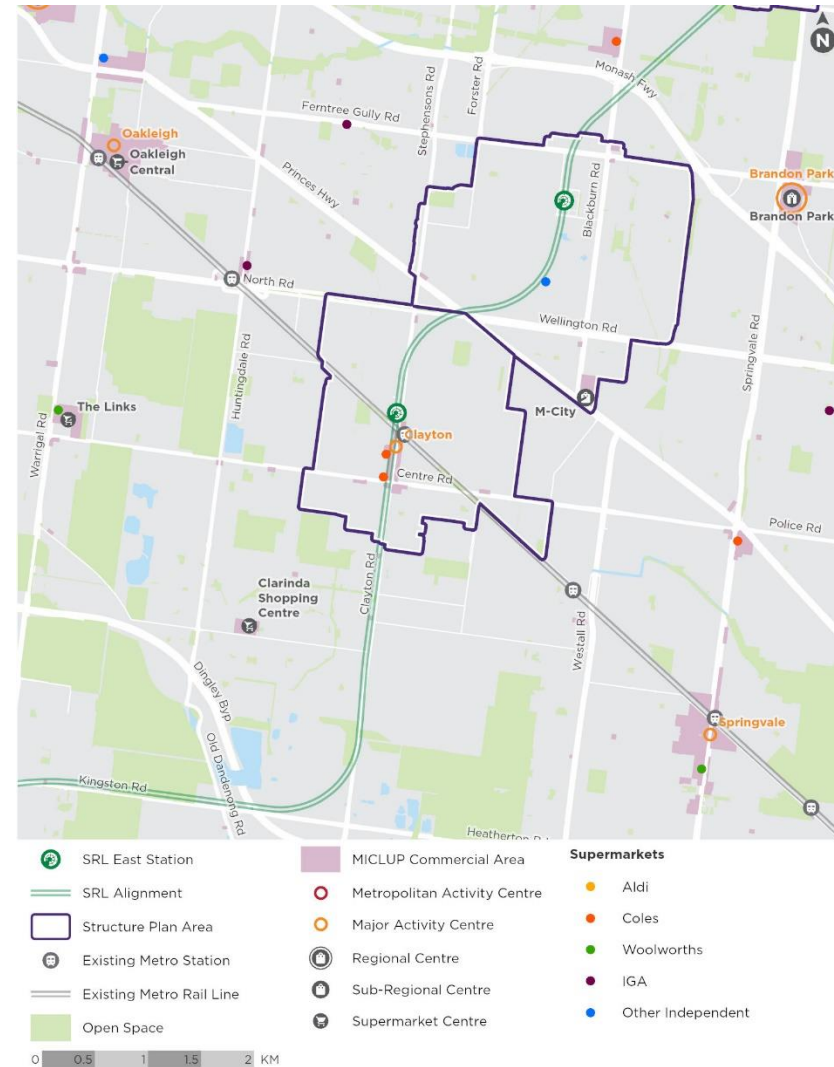 N
Stephensons Rd
Forster Rd
Monash Fwy
Ferntree Gully Rd
Oakleigh
Oakleigh
Central
Princes Hwy
Blackburn Rd
Brandon Park
Brandon Park
North Rd
Wellington Rd
Springvale Rd
Huntingdale Rd
M-City
The Links
Warrigal Rd
Clayton
Centre Rd
Police Rd
Clayton Rd
Clarinda
Shopping
Centre
Westall Rd
Dingley Byp
Old Dandenong Rd
Springvale
Kingston Rd
SRL East Station
SRL Alignment
Structure Plan Area
Existing Metro Station
Existing Metro Rail Line
Open Space
0 0.5 1 1.5 2 KM
MICLUP Commercial Area
Metropolitan Activity Centre
Major Activity Centre
Regional Centre
Sub-Regional Centre
Supermarket Centre
Supermarkets
Aldi
Coles
Woolworths
IGA
Other Independent